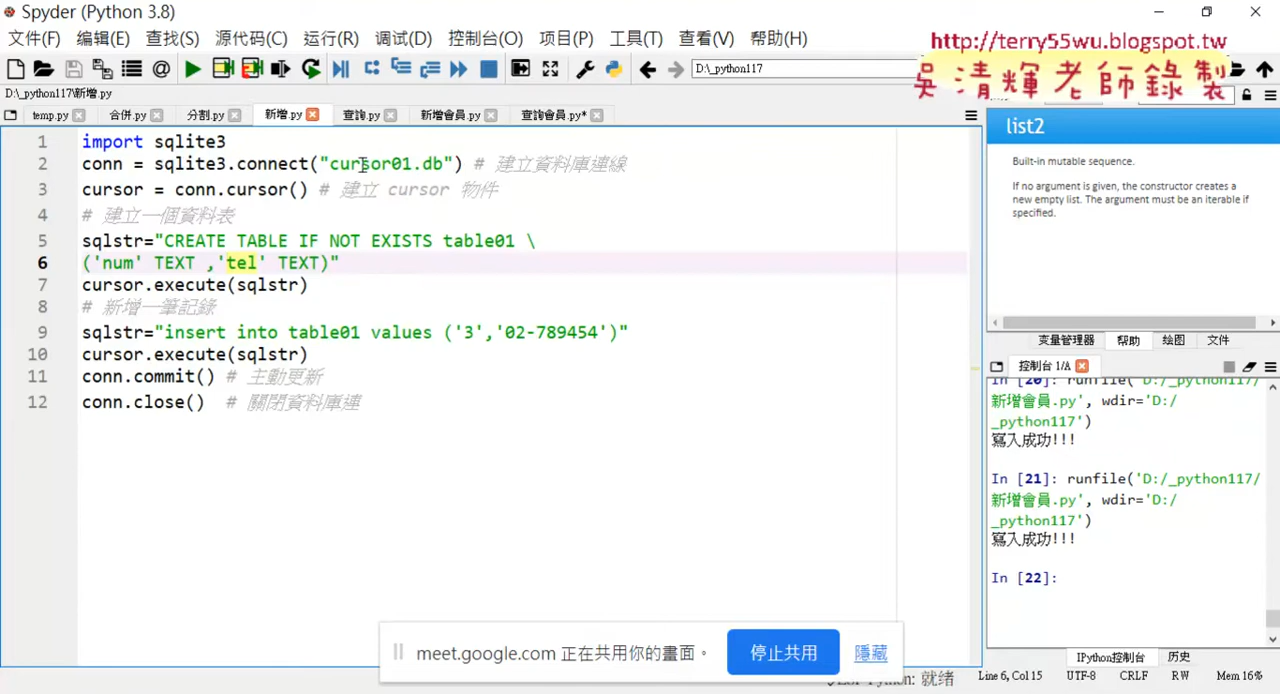 Spyder (Python 3.8)
文件(F) 编辑(E) 查找(S) 源代码(C) 运行(R) 调试(D) 控制台(O) 项目(P) 工具(T) 查看(V) 帮助(H)
http://terry55wu.blogspot.tw
吳清輝老師錄製
D:\_python117
D:\_python117\新增.py
temp.py 合併.py 分割.py 新增.py 查詢.py 新增會員.py 查詢會員.py*
1 import sqlite3
2 conn = sqlite3.connect("cursor01.db") # 建立資料庫連線
3 cursor = conn.cursor() # 建立 cursor 物件
4 # 建立一個資料表
5 sqlstr="CREATE TABLE IF NOT EXISTS table01 \
6 ('num' TEXT ,'tel' TEXT)"
7 cursor.execute(sqlstr)
8 # 新增一筆記錄
9 sqlstr="insert into table01 values ('3','02-789454')"
10 cursor.execute(sqlstr)
11 conn.commit() # 主動更新
12 conn.close() # 關閉資料庫連
list2
Built-in mutable sequence.
If no argument is given, the constructor creates a
new empty list. The argument must be an iterable if
specified.
变量管理器 帮助 绘图 文件
控制台 1/A
In [20]: runfile('D:/_python117/
新增會員.py', wdir='D:/
_python117')
寫入成功!!!
In [21]: runfile('D:/_python117/
新增會員.py', wdir='D:/
_python117')
寫入成功!!!
In [22]:
IPython控制台 历史
meet.google.com 正在共用你的畫面。 停止共用 隱藏
Python: 就绪 Line 6, Col 15 UTF-8 CRLF RW Mem 16%